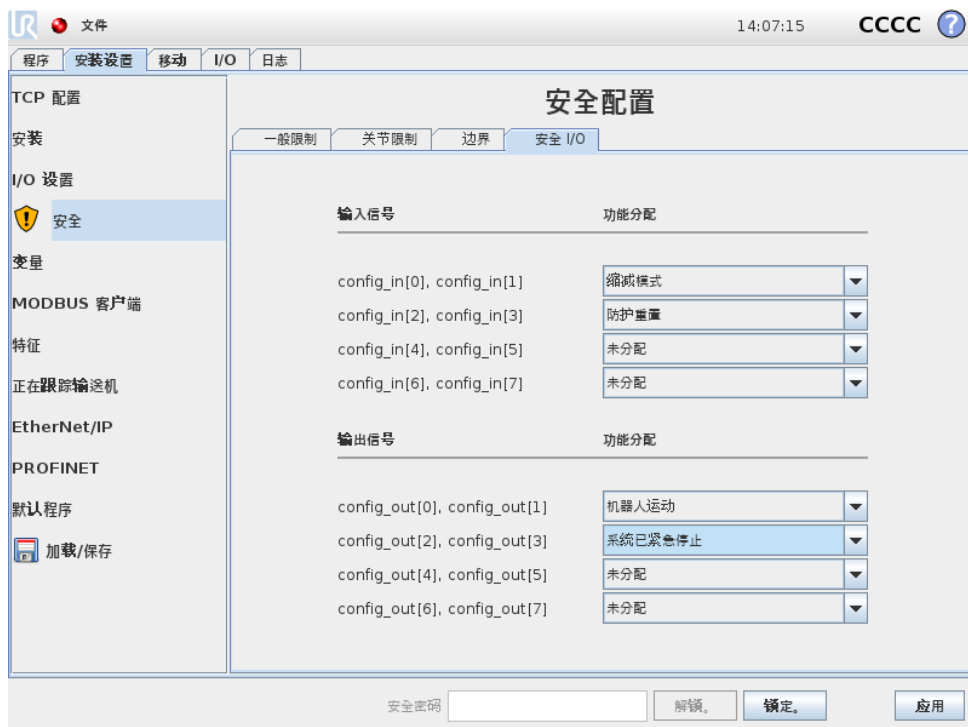 UR 文件 14:07:15 CCCC ?
程序 安装设置 移动 I/O 日志
TCP 配置
安装
I/O 设置
安全
变量
MODBUS 客户端
特征
正在跟踪输送机
EtherNet/IP
PROFINET
默认程序
加载/保存
安全配置
一般限制 关节限制 边界 安全 I/O
输入信号 功能分配
config_in[0], config_in[1] 缩减模式
config_in[2], config_in[3] 防护重置
config_in[4], config_in[5] 未分配
config_in[6], config_in[7] 未分配
输出信号 功能分配
config_out[0], config_out[1] 机器人运动
config_out[2], config_out[3] 系统已紧急停止
config_out[4], config_out[5] 未分配
config_out[6], config_out[7] 未分配
安全密码 解锁。 锁定。 应用